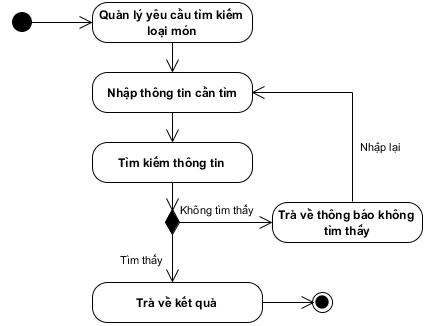 Quản lý yêu cầu tìm kiếm
loại món
Nhập thông tin cần tìm
Tìm kiếm thông tin
Nhập lại
Không tìm thấy
Trả về thông báo không
tìm thấy
Tìm thấy
Trả về kết quả